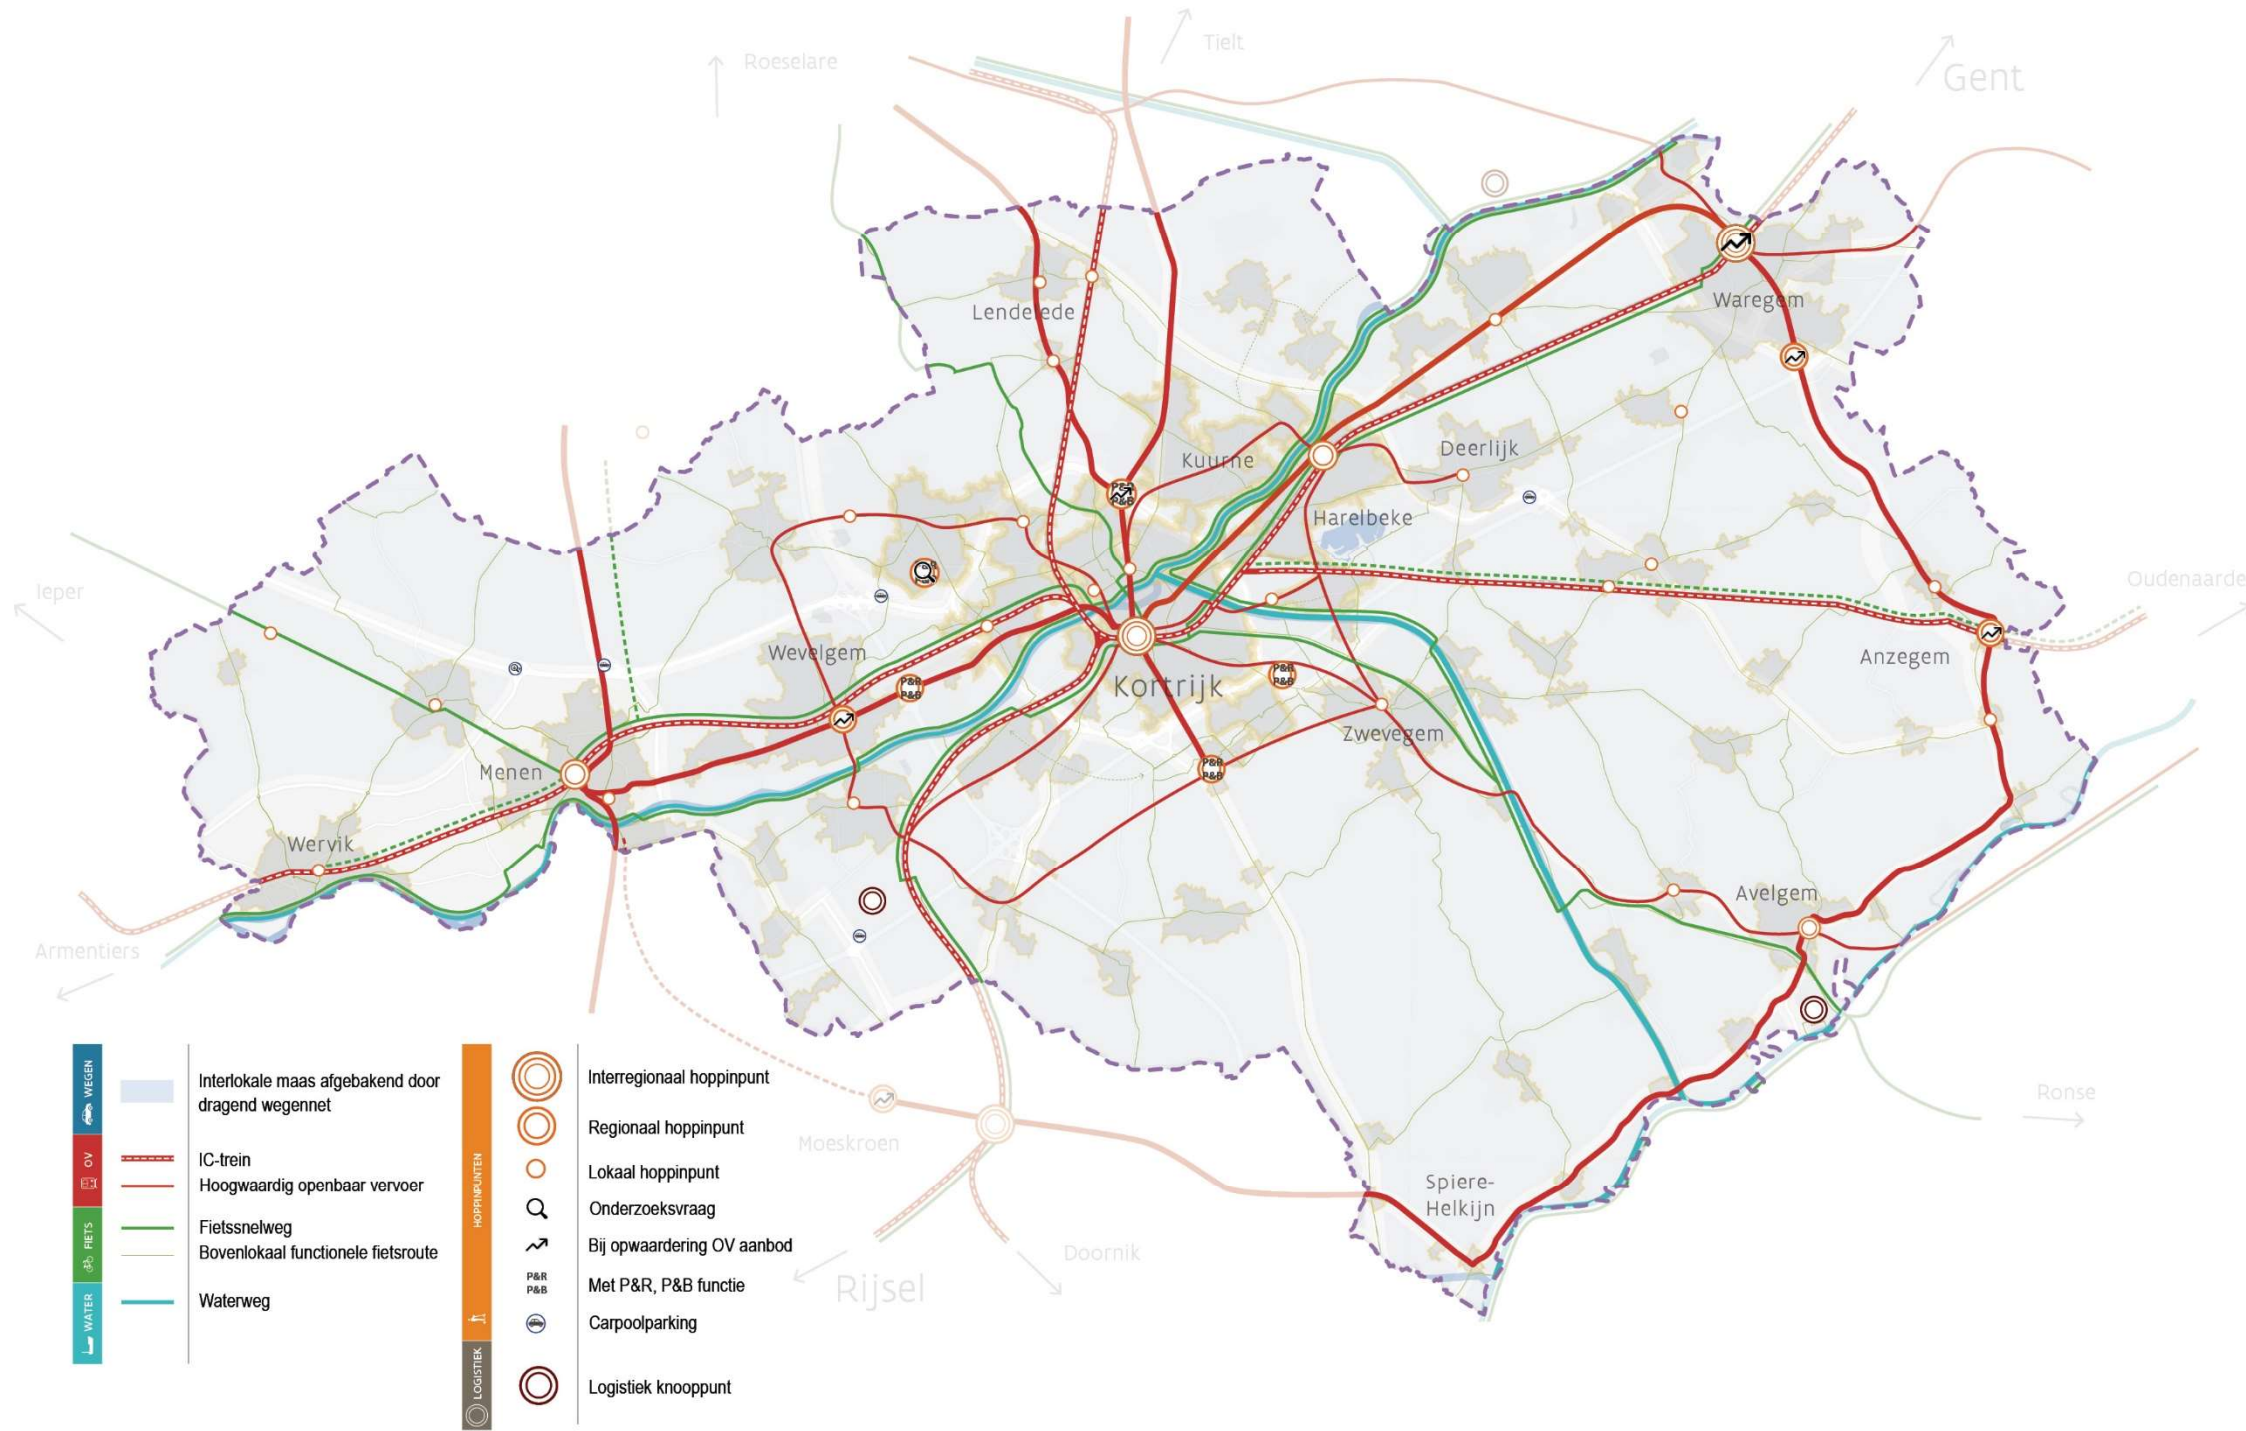 Tielt
Roeselare
Gent
Lendelede
Waregem
Kuurne
Deerlijk
Harelbeke
Ieper
Oudenaarde
P&R
P&B
Wevelgem
Anzegem
P&R
P&B
P&R
P&B
Kortrijk
Zwevegem
P&R
P&B
Menen
Wervik
Avelgem
Armentiers
Ronse
Moeskroen
Spiere-
Helkijn
Doornik
Rijsel
WEGEN
Interlokale maas afgebakend door
dragend wegennet
OV
IC-trein
Hoogwaardig openbaar vervoer
FIETS
Fietssnelweg
Bovenlokaal functionele fietsroute
WATER
Waterweg
HOPPINPUNTEN
Interregionaal hoppinpunt
Regionaal hoppinpunt
Lokaal hoppinpunt
Onderzoeksvraag
Bij opwaardering OV aanbod
P&R
P&B
Met P&R, P&B functie
Carpoolparking
LOGISTIEK
Logistiek knooppunt